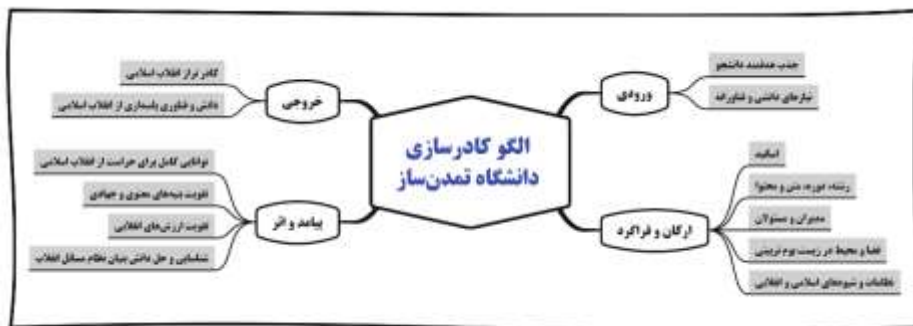 الگو کادرسازی
دانشگاه تمدن‌ساز
ورودی
جذب هدفمند دانشجو
نیازهای دانشی و فناورانه
ارکان و فراگرد
اساتید
رشته، دوره، متن و محتوا
مدیران و مسئولان
فضا و محیط در زیست بوم تربیتی
نظامات و شیوه‌های اسلامی و انقلابی
خروجی
کادر تراز انقلاب اسلامی
دانش و فناوری پاسداری از انقلاب اسلامی
پیامد و اثر
توانایی کامل برای حراست از انقلاب اسلامی
تقویت بنیه‌های معنوی و جهادی
تقویت ارزش‌های انقلابی
شناسایی و حل دانش بنیان نظام مسائل انقلاب